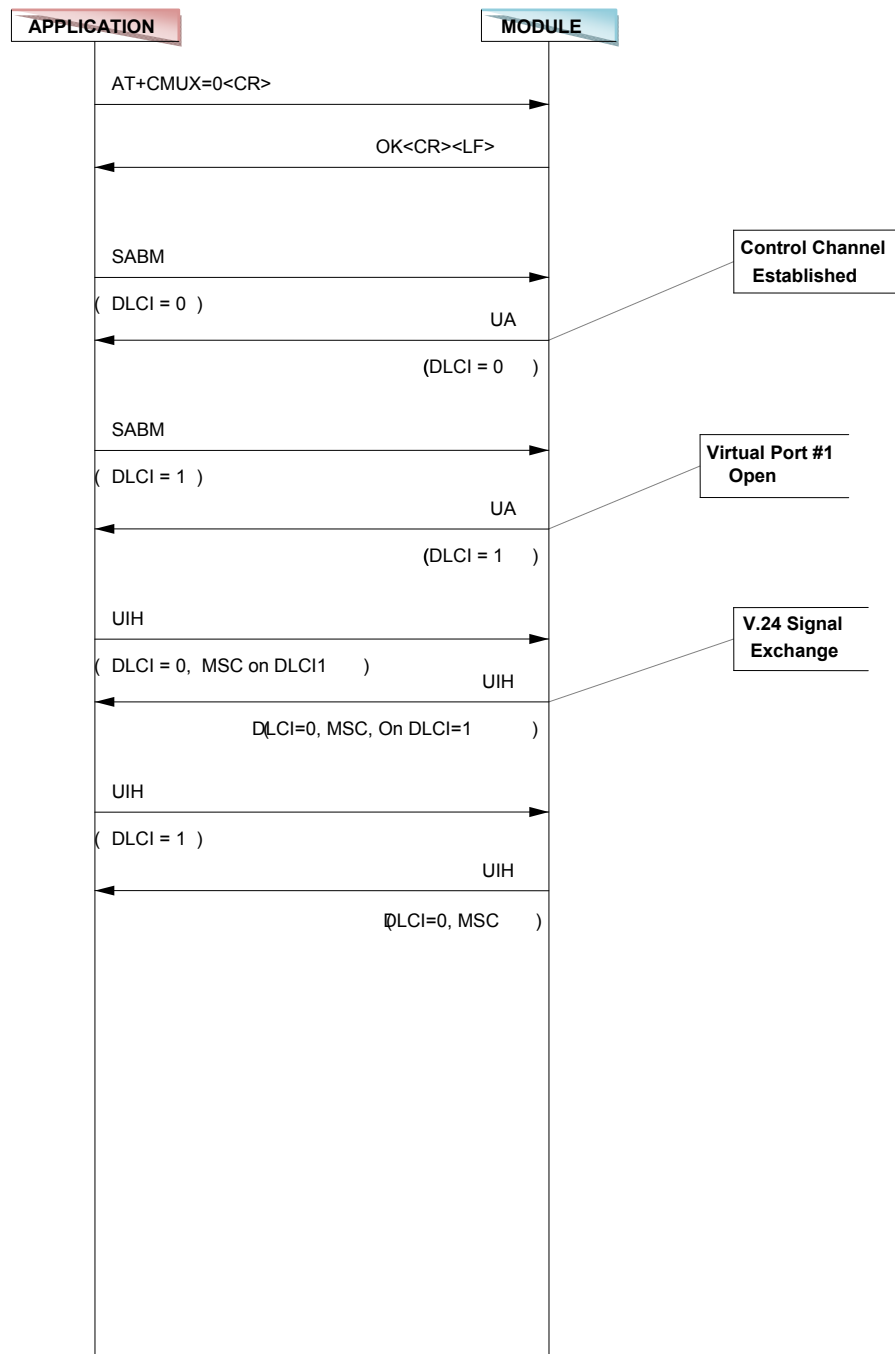 APPLICATION MODULE
AT+CMUX=0<CR>
OK<CR><LF>
SABM
Control Channel
Established
( DLCI = 0 )
UA
(DLCI = 0 )
SABM
Virtual Port #1
Open
( DLCI = 1 )
UA
(DLCI = 1 )
UIH
V.24 Signal
Exchange
( DLCI = 0, MSC on DLCI1 )
UIH
(DLCI=0, MSC, On DLCI=1 )
UIH
( DLCI = 1 )
UIH
(DLCI=0, MSC )